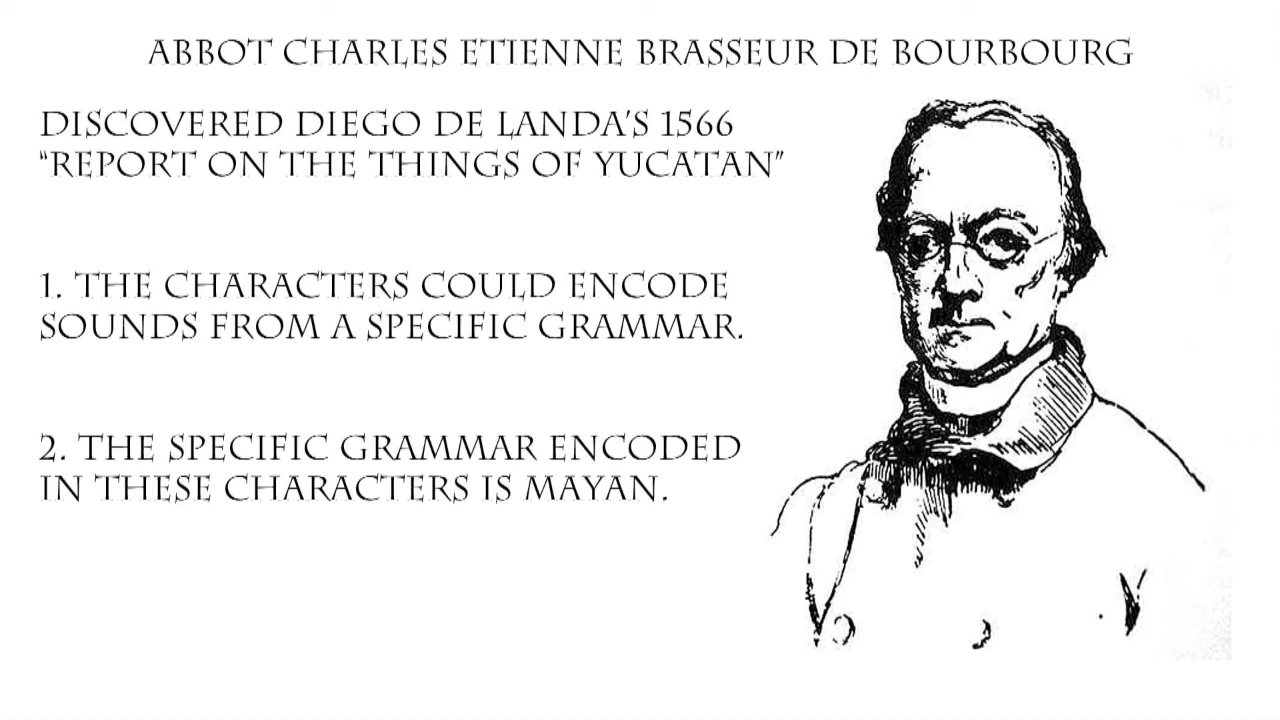 ABBOT CHARLES ETIENNE BRASSEUR DE BOURBOURG
DISCOVERED DIEGO DE LANDA'S 1566
"REPORT ON THE THINGS OF YUCATAN"
1. THE CHARACTERS COULD ENCODE
SOUNDS FROM A SPECIFIC GRAMMAR.
2. THE SPECIFIC GRAMMAR ENCODED
IN THESE CHARACTERS IS MAYAN.